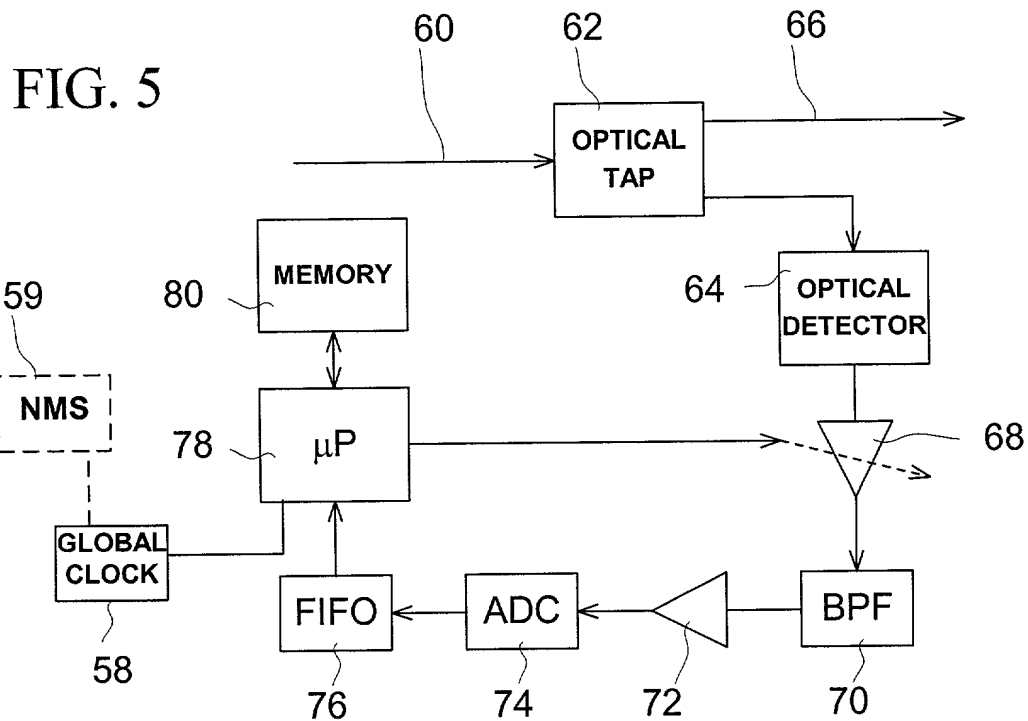 FIG. 5
60
62
66
OPTICAL
TAP
MEMORY
80
64
OPTICAL
DETECTOR
59
NMS
78
μP
68
GLOBAL
CLOCK
58
FIFO
76
ADC
74
72
BPF
70